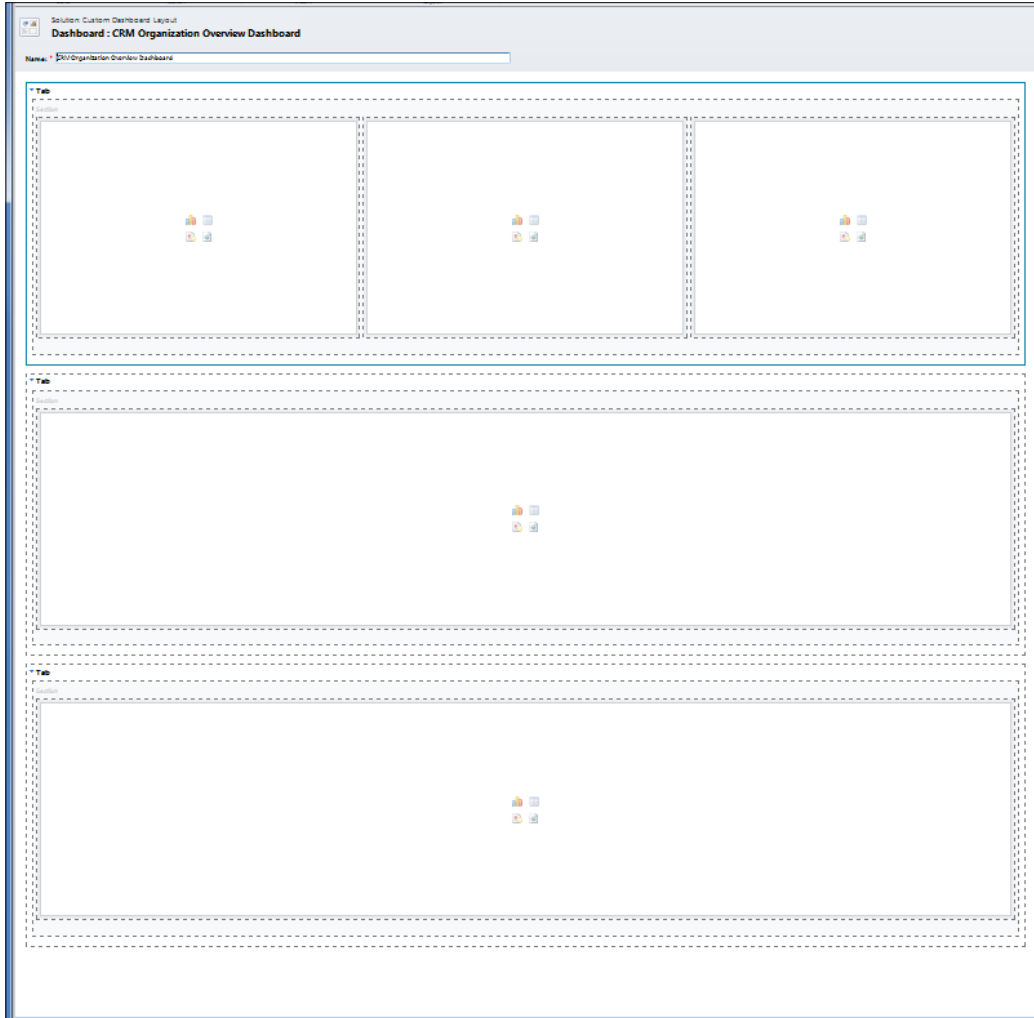 Solution: Custom Dashboard Layout
Dashboard : CRM Organization Overview Dashboard
Name: * CRM Organization Overview Dashboard
Tab
Section
Tab
Section
Tab
Section